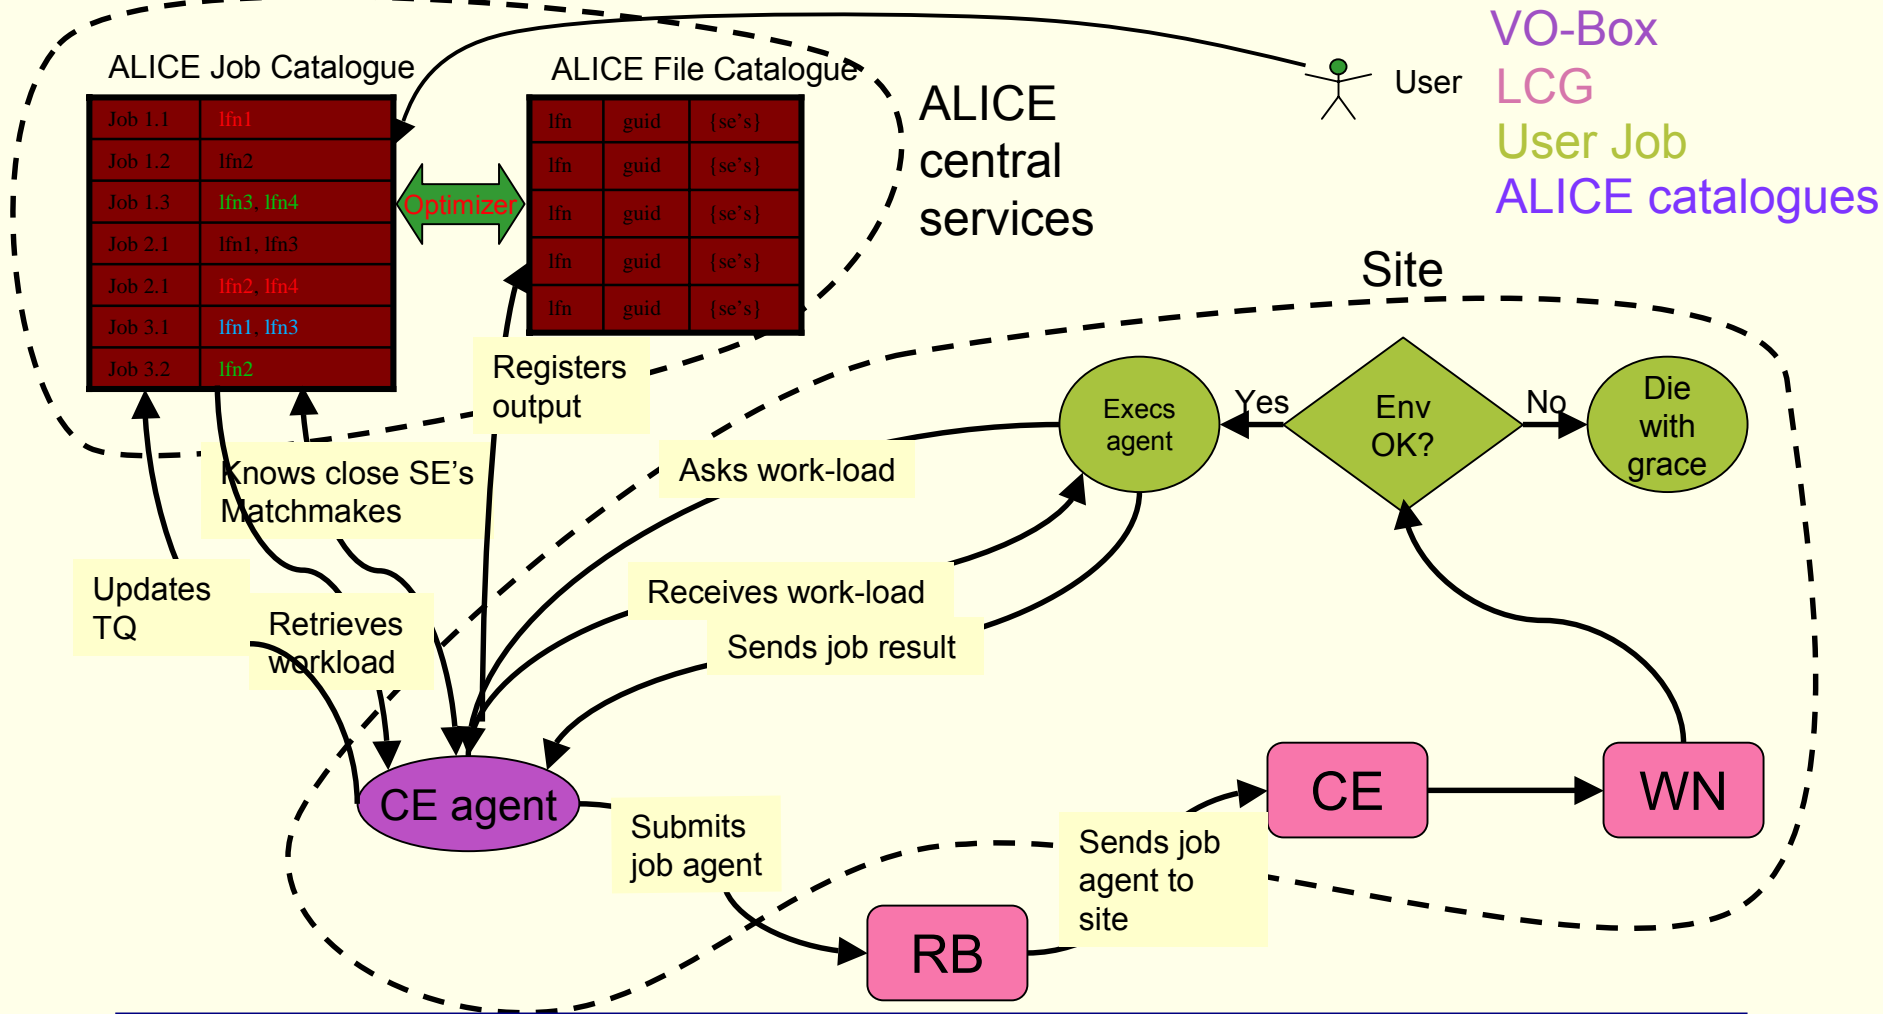 VO-Box
LCG
User Job
ALICE catalogues
User
ALICE Job Catalogue
Job 1.1 lfn1
Job 1.2 lfn2
Job 1.3 lfn3, lfn4
Job 2.1 lfn1, lfn3
Job 2.1 lfn2, lfn4
Job 3.1 lfn1, lfn3
Job 3.2 lfn2
Optimizer
ALICE File Catalogue
lfn guid {se’s}
lfn guid {se’s}
lfn guid {se’s}
lfn guid {se’s}
lfn guid {se’s}
ALICE
central
services
Site
Registers
output
Knows close SE’s
Matchmakes
Updates
TQ
Retrieves
workload
Asks work-load
Receives work-load
Sends job result
Execs
agent
Yes
Env
OK?
No
Die
with
grace
CE agent
Submits
job agent
RB
Sends job
agent to
site
CE
WN